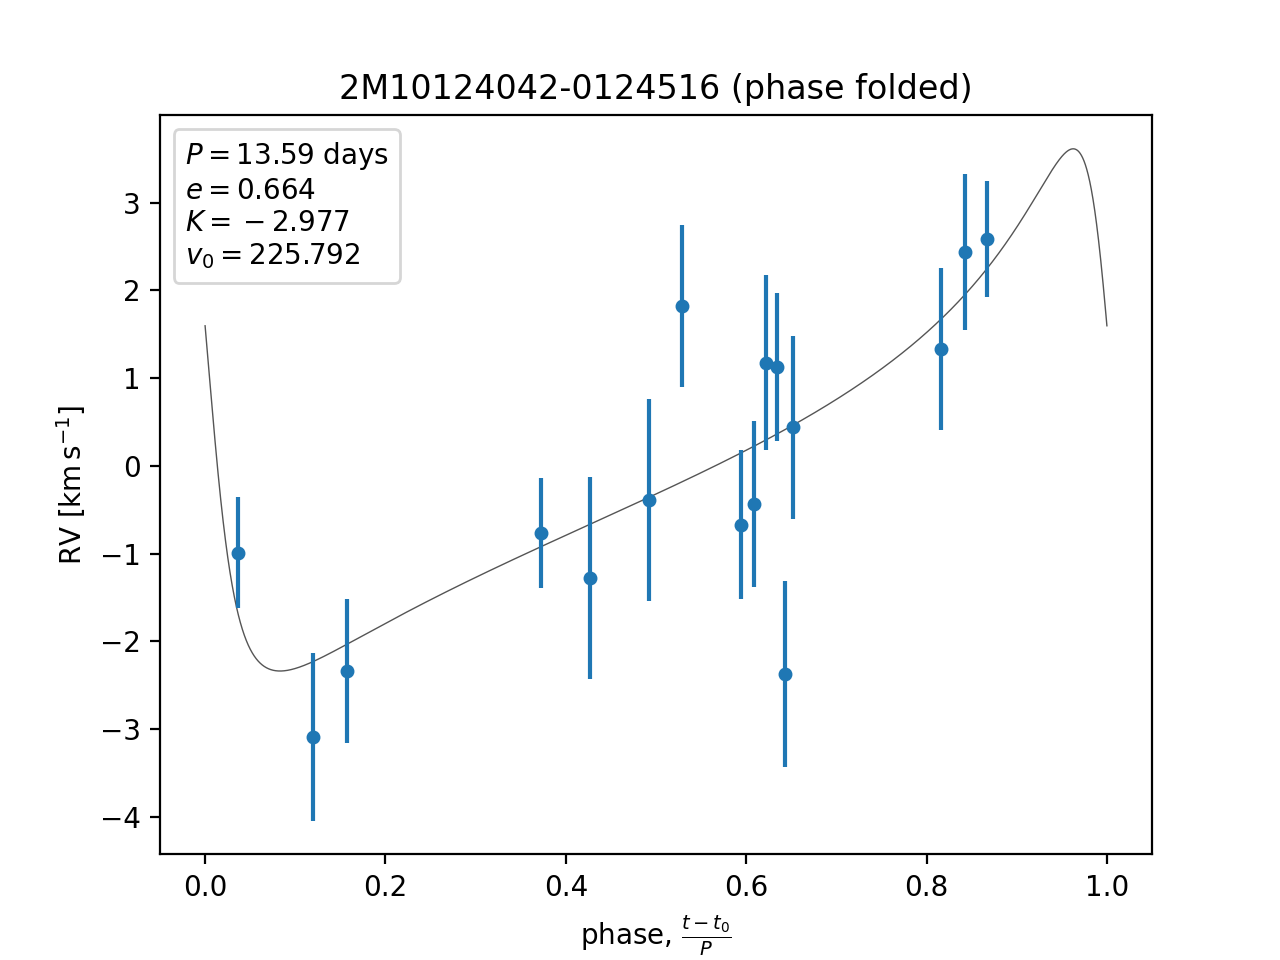 2M10124042-0124516 (phase folded)
P = 13.59 days
e = 0.664
K = −2.977
v₀ = 225.792
3
2
1
0
−1
−2
−3
−4
RV [km s⁻¹]
0.0 0.2 0.4 0.6 0.8 1.0
phase, (t − t₀)/P